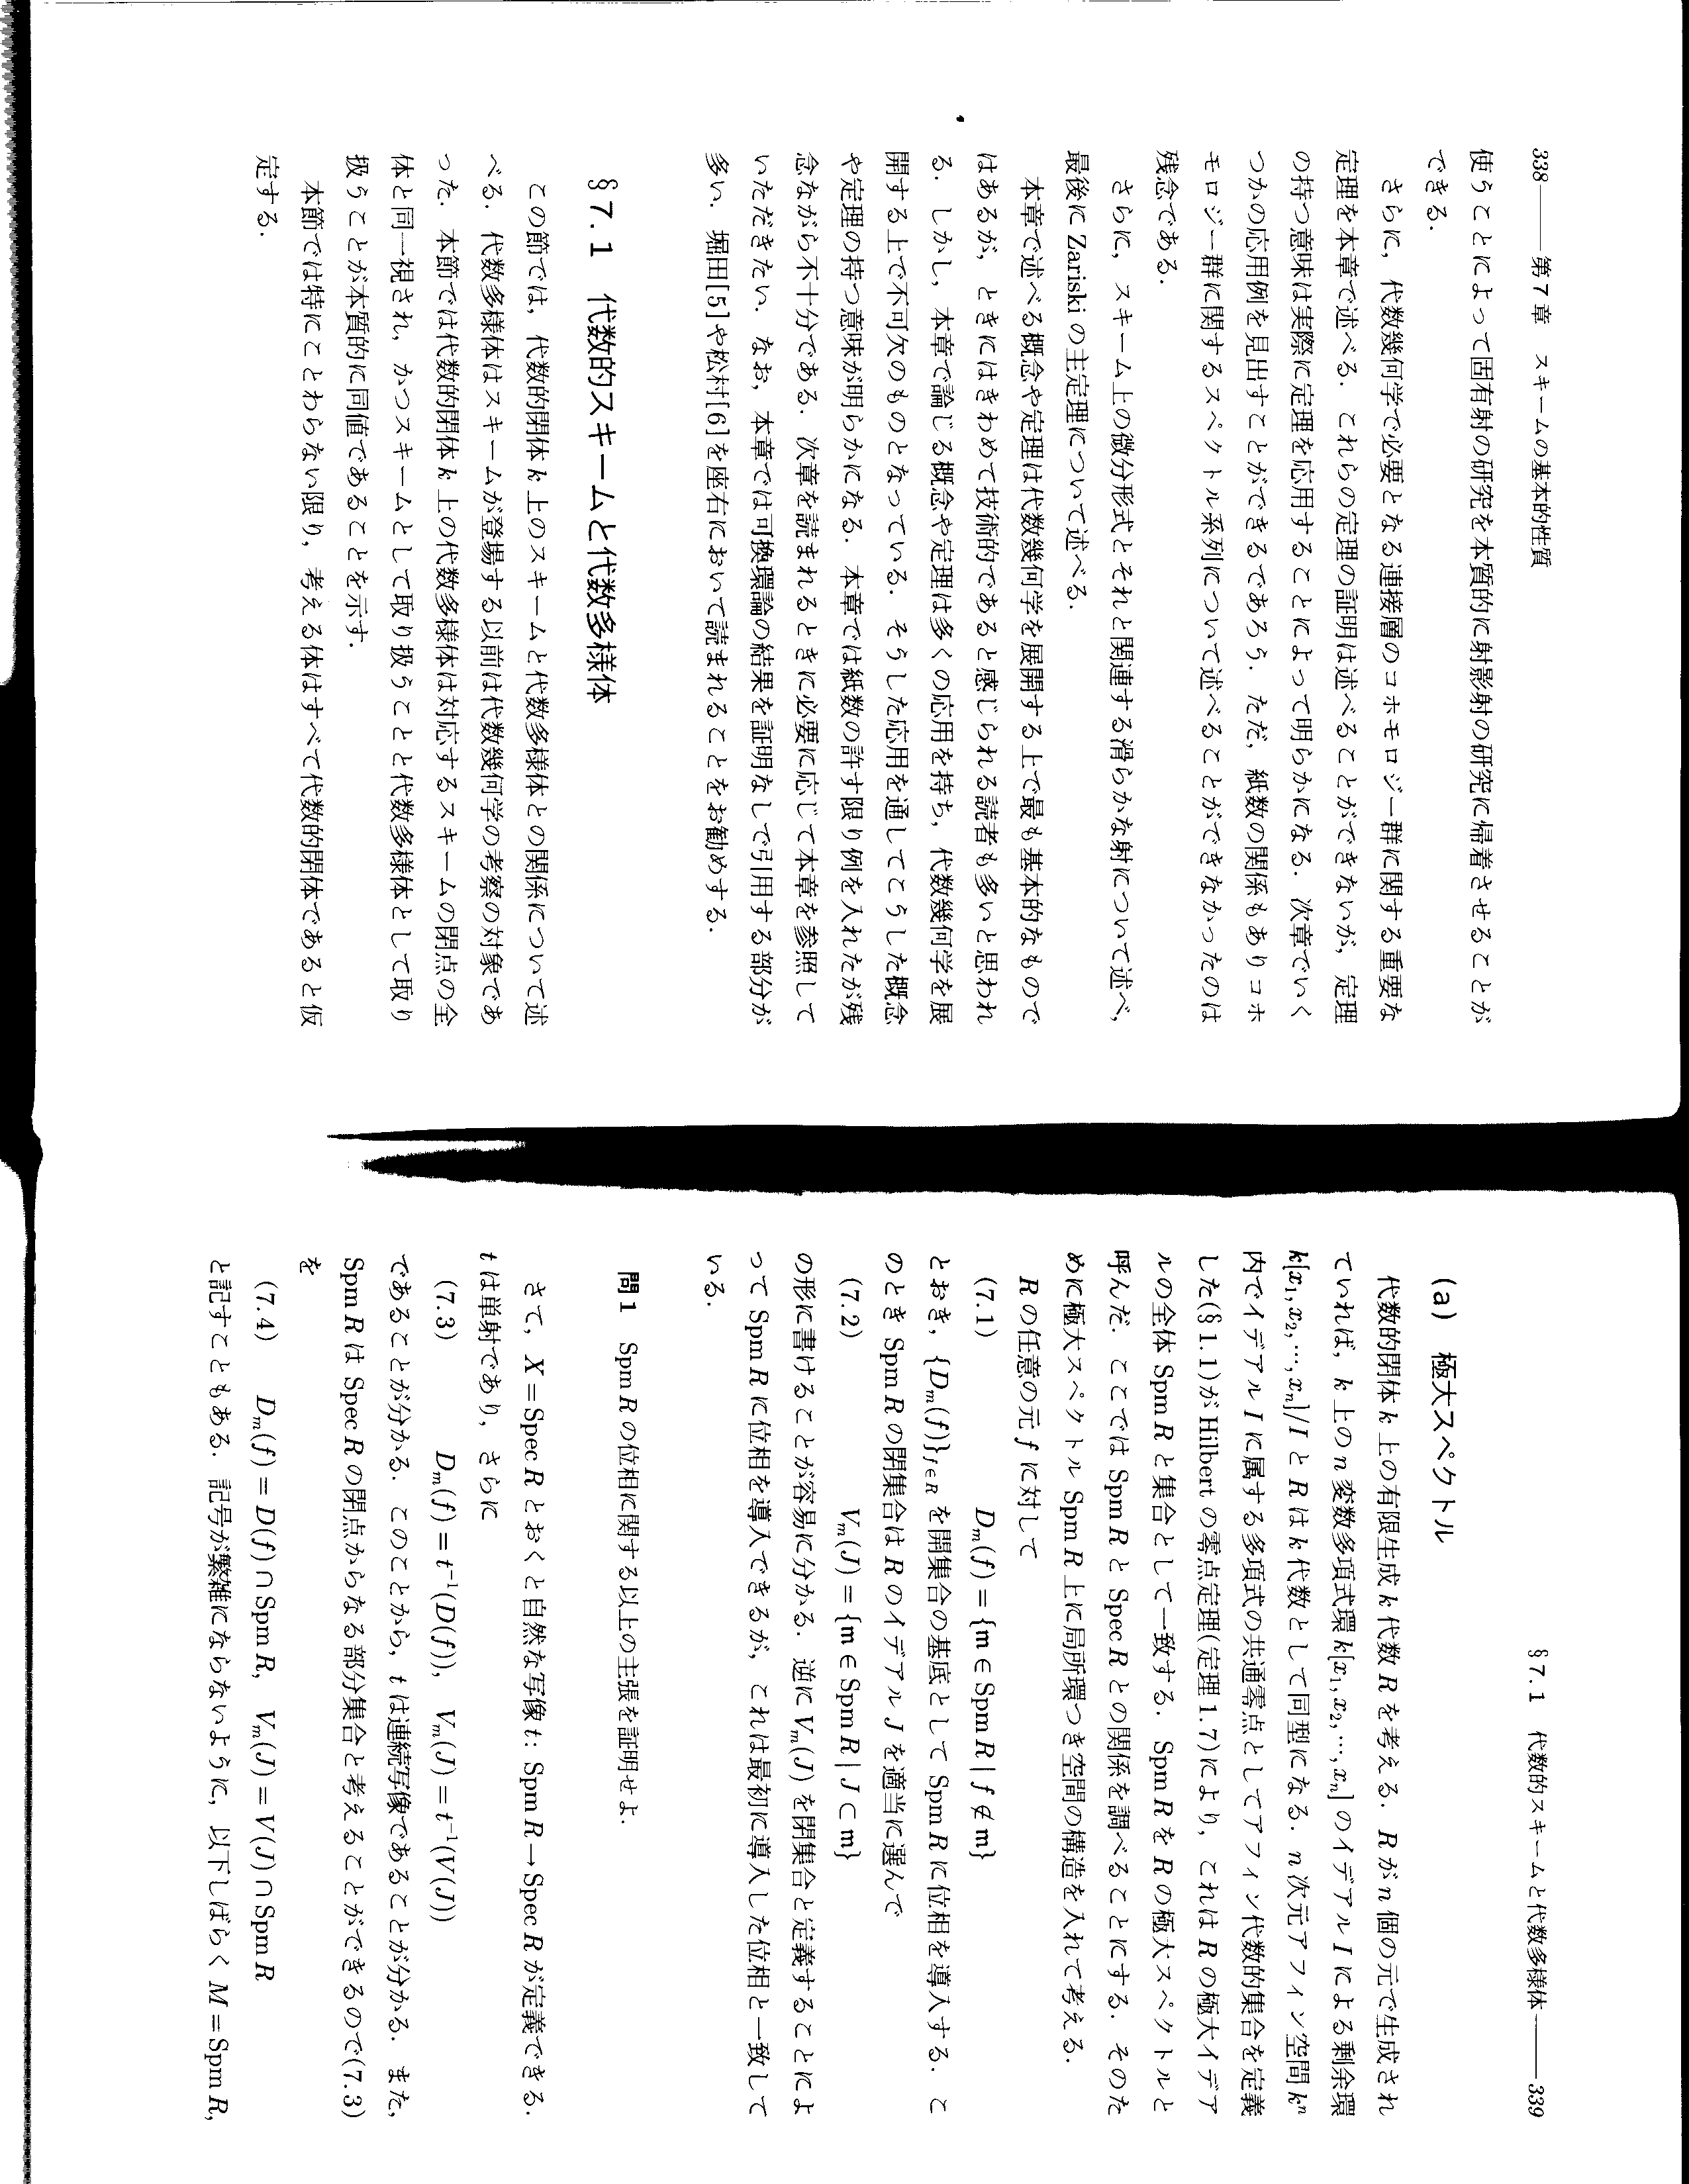 338——第7章 スキームの基本的性質
使うことによって固有射の研究を本質的に射影射の研究に帰着させることが
できる.
さらに, 代数幾何学で必要となる連接層のコホモロジー群に関する重要な
定理を本章で述べる. これらの定理の証明は述べることができないが, 定理
の持つ意味は実際に定理を応用することによって明らかになる. 次章でいく
つかの応用例を見出すことができるであろう. ただ, 紙数の関係もありコホ
モロジー群に関するスペクトル系列について述べることができなかったのは
残念である.
さらに, スキーム上の微分形式とそれと関連する滑らかな射について述べ,
最後に Zariski の主定理について述べる.
本章で述べる概念や定理は代数幾何学を展開する上で最も基本的なもので
はあるが, ときにはきわめて技術的であると感じられる読者も多いと思われ
る. しかし, 本章で論じる概念や定理は多くの応用を持ち, 代数幾何学を展
開する上で不可欠のものとなっている. そうした応用を通してこうした概念
や定理の持つ意味が明らかになる. 本章では紙数の許す限り例を入れたが残
念ながら不十分である. 次章を読まれるときに必要に応じて本章を参照して
いただきたい. なお, 本章では可換環論の結果を証明なしで引用する部分が
多い. 堀田[5]や松村[6]を座右において読まれることをお勧めする.
§7.1 代数的スキームと代数多様体
この節では, 代数的閉体 k 上のスキームと代数多様体との関係について述
べる. 代数多様体はスキームが登場する以前は代数幾何学の考察の対象であ
った. 本節では代数的閉体 k 上の代数多様体は対応するスキームの閉点の全
体と同一視され, かつスキームとして取り扱うことと代数多様体として取り
扱うことが本質的に同値であることを示す.
本節では特にことわらない限り, 考える体はすべて代数的閉体であると仮
定する.
§7.1 代数的スキームと代数多様体——339
(a) 極大スペクトル
代数的閉体 k 上の有限生成 k 代数 R を考える. R が n 個の元で生成され
ていれば, k 上の n 変数多項式環 k[x₁, x₂, ⋯, xₙ] のイデアル I による剰余環
k[x₁, x₂, ⋯, xₙ]/I と R は k 代数として同型になる. n 次元アフィン空間 kⁿ
内でイデアル I に属する多項式の共通零点としてアフィン代数的集合を定義
した(§1.1)が Hilbert の零点定理(定理1.7)により, これは R の極大イデア
ルの全体 Spm R と集合として一致する. Spm R を R の極大スペクトルと
呼んだ. ここでは Spm R と Spec R との関係を調べることにする. そのた
めに極大スペクトル Spm R 上に局所環つき空間の構造を入れて考える.
R の任意の元 f に対して
(7.1) Dₘ(f) = {𝔪 ∈ Spm R | f ∉ 𝔪}
とおき, {Dₘ(f)}_{f∈R} を開集合の基底として Spm R に位相を導入する. こ
のとき Spm R の閉集合は R のイデアル J を適当に選んで
(7.2) Vₘ(J) = {𝔪 ∈ Spm R | J ⊂ 𝔪}
の形に書けることが容易に分かる. 逆に Vₘ(J) を閉集合と定義することによ
って Spm R に位相を導入できるが, これは最初に導入した位相と一致して
いる.
問1 Spm R の位相に関する以上の主張を証明せよ.
さて, X = Spec R とおくと自然な写像 t: Spm R → Spec R が定義できる.
t は単射であり, さらに
(7.3) Dₘ(f) = t⁻¹(D(f)), Vₘ(J) = t⁻¹(V(J))
であることが分かる. このことから, t は連続写像であることが分かる. また,
Spm R は Spec R の閉点からなる部分集合と考えることができるので(7.3)
を
(7.4) Dₘ(f) = D(f) ∩ Spm R, Vₘ(J) = V(J) ∩ Spm R
と記すこともある. 記号が繁雑にならないように, 以下しばらく M = Spm R,